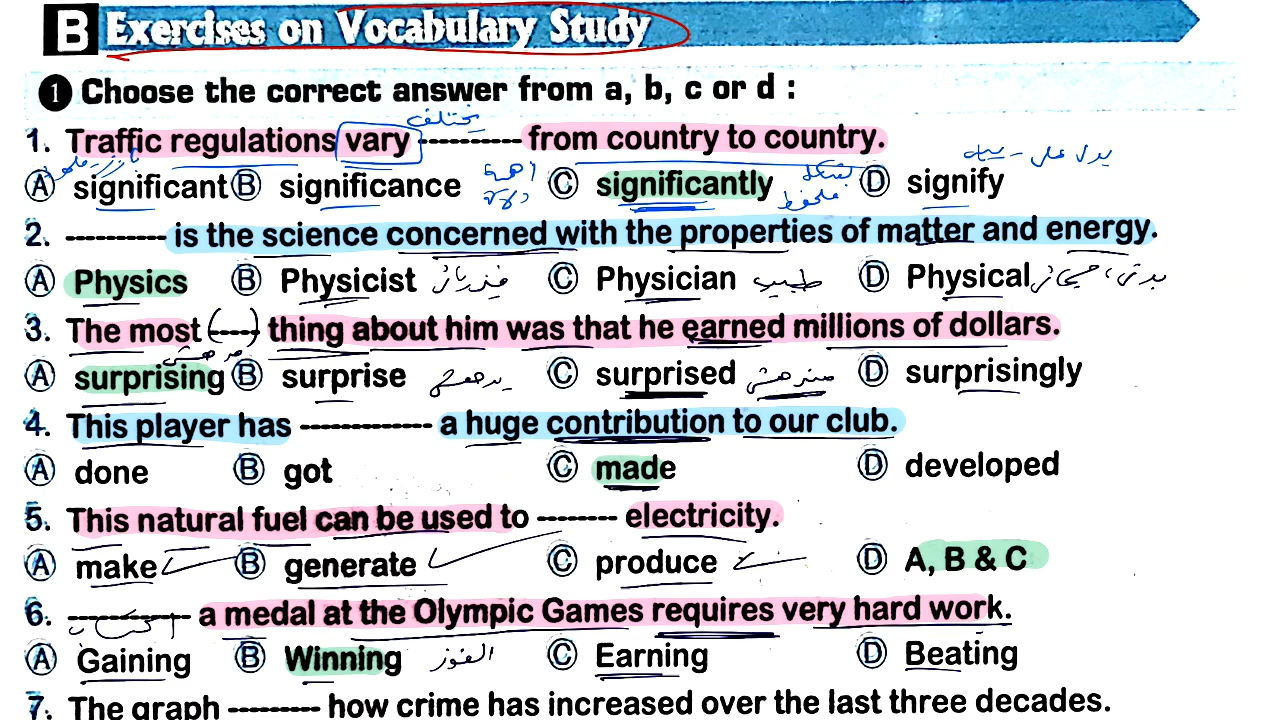 B Exercises on Vocabulary Study
1 Choose the correct answer from a, b, c or d :
يختلف
1. Traffic regulations vary ---------- from country to country.
A significant B significance C significantly D signify
2. ---------- is the science concerned with the properties of matter and energy.
A Physics B Physicist C Physician طبيب D Physical
3. The most (----) thing about him was that he earned millions of dollars.
A surprising B surprise C surprised D surprisingly
4. This player has ------------- a huge contribution to our club.
A done B got C made D developed
5. This natural fuel can be used to -------- electricity.
A make B generate C produce D A, B & C
6. ------------ a medal at the Olympic Games requires very hard work.
A Gaining B Winning الفوز C Earning D Beating
7. The graph --------- how crime has increased over the last three decades.